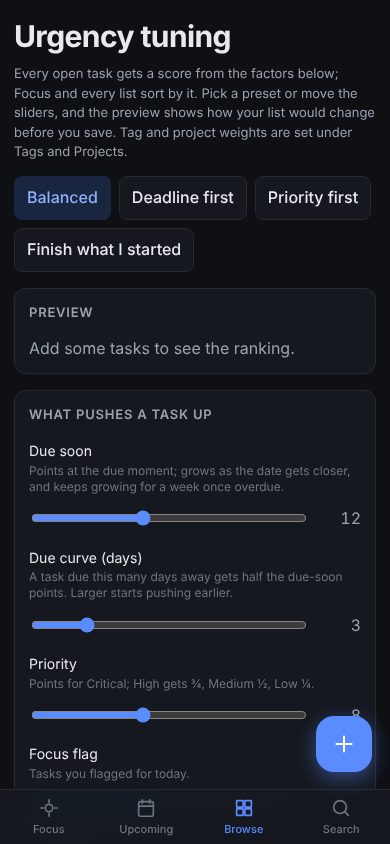 Urgency tuning
Every open task gets a score from the factors below;
Focus and every list sort by it. Pick a preset or move the
sliders, and the preview shows how your list would change
before you save. Tag and project weights are set under
Tags and Projects.
Balanced
Deadline first
Priority first
Finish what I started
PREVIEW
Add some tasks to see the ranking.
WHAT PUSHES A TASK UP
Due soon
Points at the due moment; grows as the date gets closer,
and keeps growing for a week once overdue.
12
Due curve (days)
A task due this many days away gets half the due-soon
points. Larger starts pushing earlier.
3
Priority
Points for Critical; High gets ¾, Medium ½, Low ¼.
Focus flag
Tasks you flagged for today.
Focus
Upcoming
Browse
Search